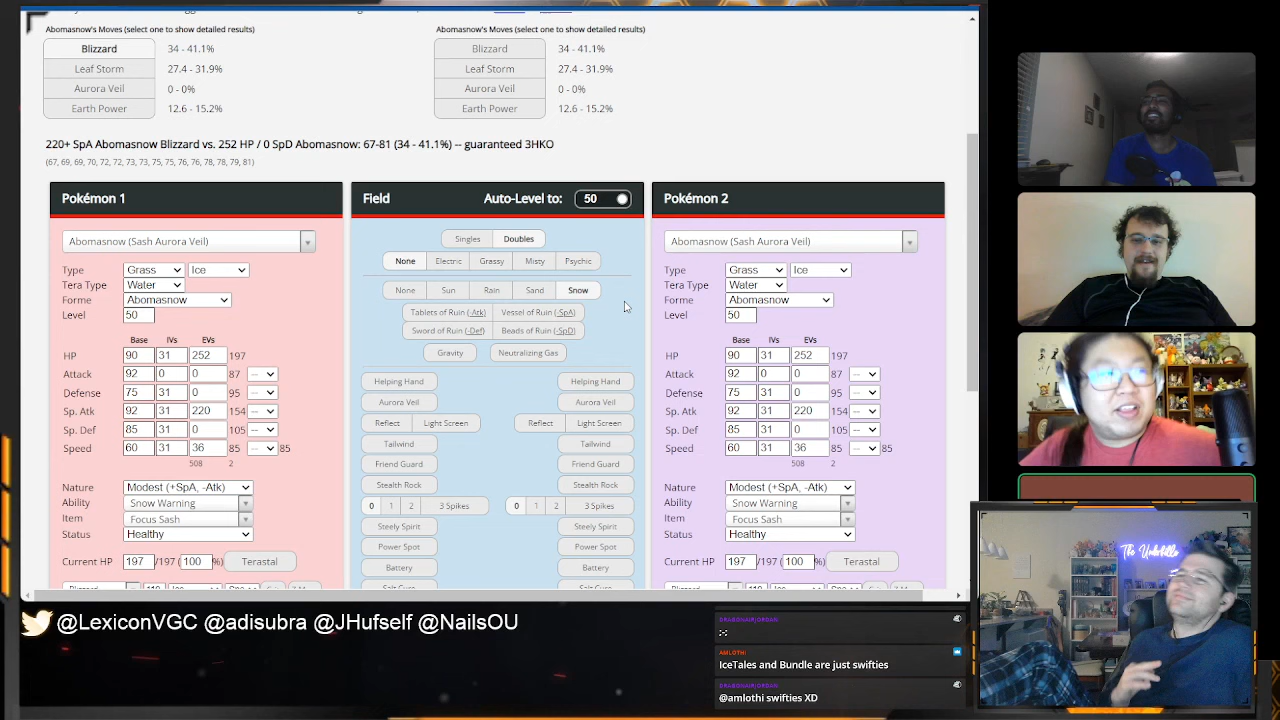 Abomasnow's Moves (select one to show detailed results)
Abomasnow's Moves (select one to show detailed results)
Blizzard 34 - 41.1%
Blizzard 34 - 41.1%
Leaf Storm 27.4 - 31.9%
Leaf Storm 27.4 - 31.9%
Aurora Veil 0 - 0%
Aurora Veil 0 - 0%
Earth Power 12.6 - 15.2%
Earth Power 12.6 - 15.2%
220+ SpA Abomasnow Blizzard vs. 252 HP / 0 SpD Abomasnow: 67-81 (34 - 41.1%) -- guaranteed 3HKO
(67, 69, 69, 70, 72, 72, 73, 73, 75, 75, 76, 76, 78, 78, 79, 81)
Pokémon 1
Abomasnow (Sash Aurora Veil)
Type Grass Ice
Tera Type Water
Forme Abomasnow
Level 50
Base IVs EVs
HP 90 31 252 197
Attack 92 0 0 87 --
Defense 75 31 0 95 --
Sp. Atk 92 31 220 154 --
Sp. Def 85 31 0 105 --
Speed 60 31 36 85 -- 85
508 2
Nature Modest (+SpA, -Atk)
Ability Snow Warning
Item Focus Sash
Status Healthy
Current HP 197 /197 (100 %) Terastal
Field Auto-Level to: 50
Singles Doubles
None Electric Grassy Misty Psychic
None Sun Rain Sand Snow
Tablets of Ruin (-Atk) Vessel of Ruin (-SpA)
Sword of Ruin (-Def) Beads of Ruin (-SpD)
Gravity Neutralizing Gas
Helping Hand Helping Hand
Aurora Veil Aurora Veil
Reflect Light Screen Reflect Light Screen
Tailwind Tailwind
Friend Guard Friend Guard
Stealth Rock Stealth Rock
0 1 2 3 Spikes 0 1 2 3 Spikes
Steely Spirit Steely Spirit
Power Spot Power Spot
Battery Battery
Pokémon 2
Abomasnow (Sash Aurora Veil)
Type Grass Ice
Tera Type Water
Forme Abomasnow
Level 50
Base IVs EVs
HP 90 31 252 197
Attack 92 0 0 87 --
Defense 75 31 0 95 --
Sp. Atk 92 31 220 154 --
Sp. Def 85 31 0 105 --
Speed 60 31 36 85 -- 85
508 2
Nature Modest (+SpA, -Atk)
Ability Snow Warning
Item Focus Sash
Status Healthy
Current HP 197 /197 (100 %) Terastal
The Underbills
@LexiconVGC @adisubra @JHufself @NailsOU
DRAGONAIRJORDAN
AMLOTHI
IceTales and Bundle are just swifties
DRAGONAIRJORDAN
@amlothi swifties XD